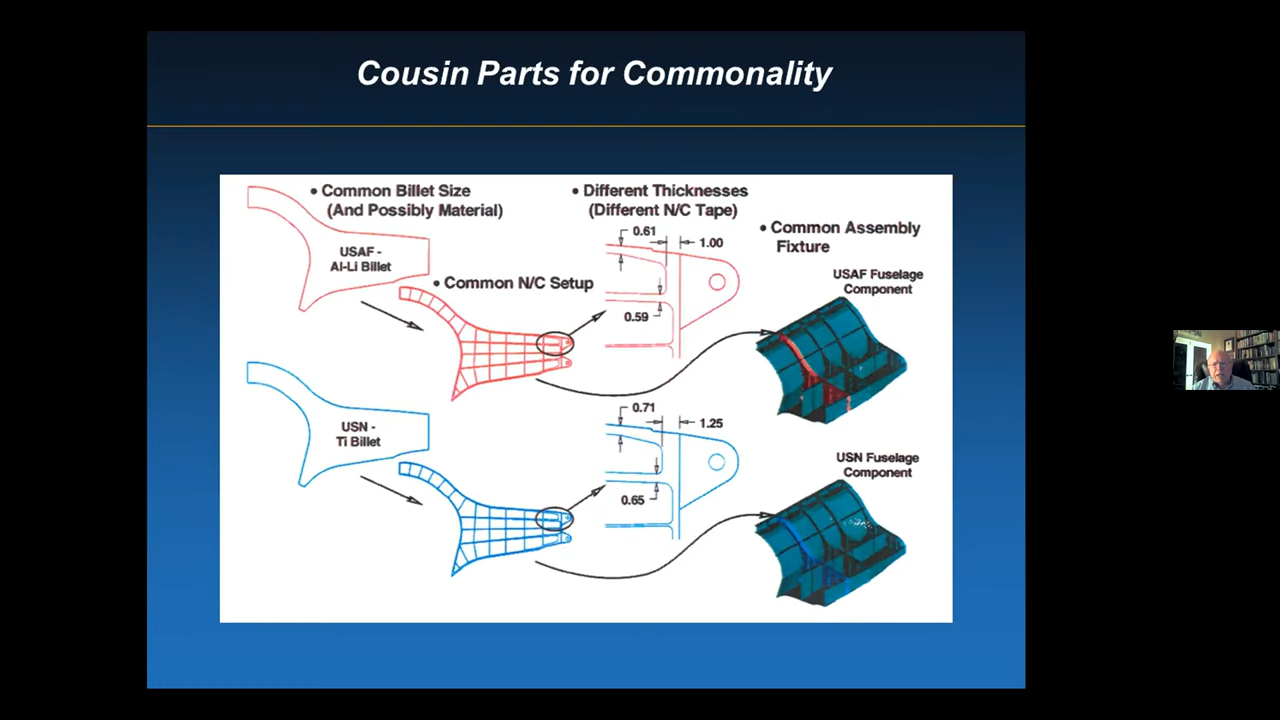 Cousin Parts for Commonality
• Common Billet Size
(And Possibly Material)
• Different Thicknesses
(Different N/C Tape)
• Common Assembly
Fixture
USAF -
Al-Li Billet
• Common N/C Setup
0.61
1.00
0.59
USAF Fuselage
Component
USN -
Ti Billet
0.71
1.25
0.65
USN Fuselage
Component